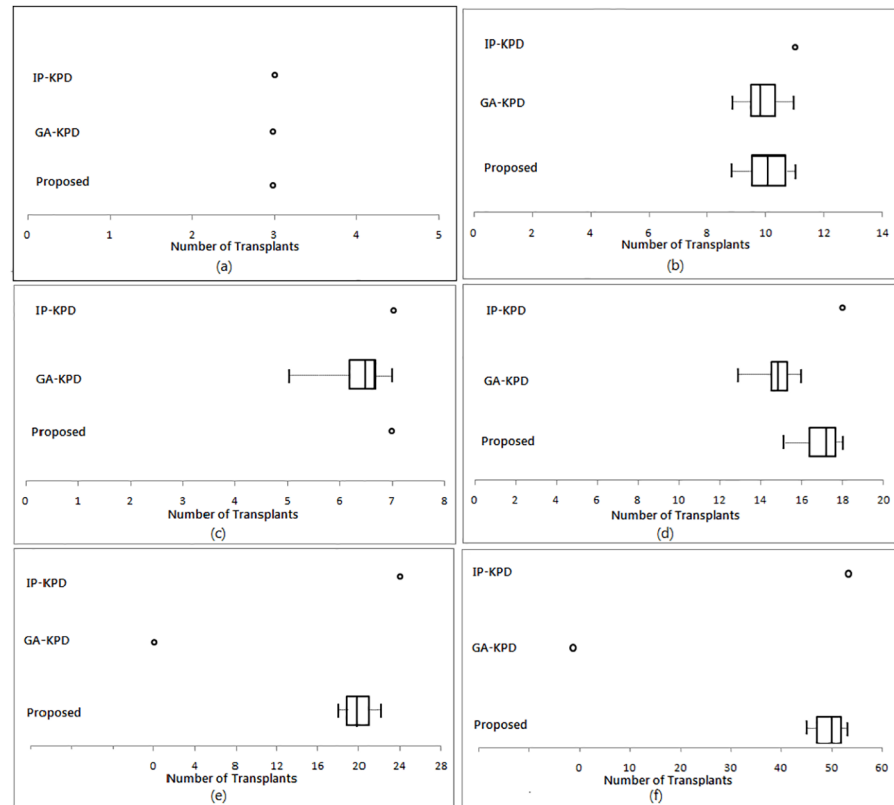 IP-KPD
GA-KPD
Proposed
0 1 2 3 4 5
Number of Transplants
(a)
IP-KPD
GA-KPD
Proposed
0 2 4 6 8 10 12 14
Number of Transplants
(b)
IP-KPD
GA-KPD
Proposed
0 1 2 3 4 5 6 7 8
Number of Transplants
(c)
IP-KPD
GA-KPD
Proposed
0 2 4 6 8 10 12 14 16 18 20
Number of Transplants
(d)
IP-KPD
GA-KPD
Proposed
0 4 8 12 16 20 24 28
Number of Transplants
(e)
IP-KPD
GA-KPD
Proposed
0 10 20 30 30 50 60
Number of Transplants
(f)